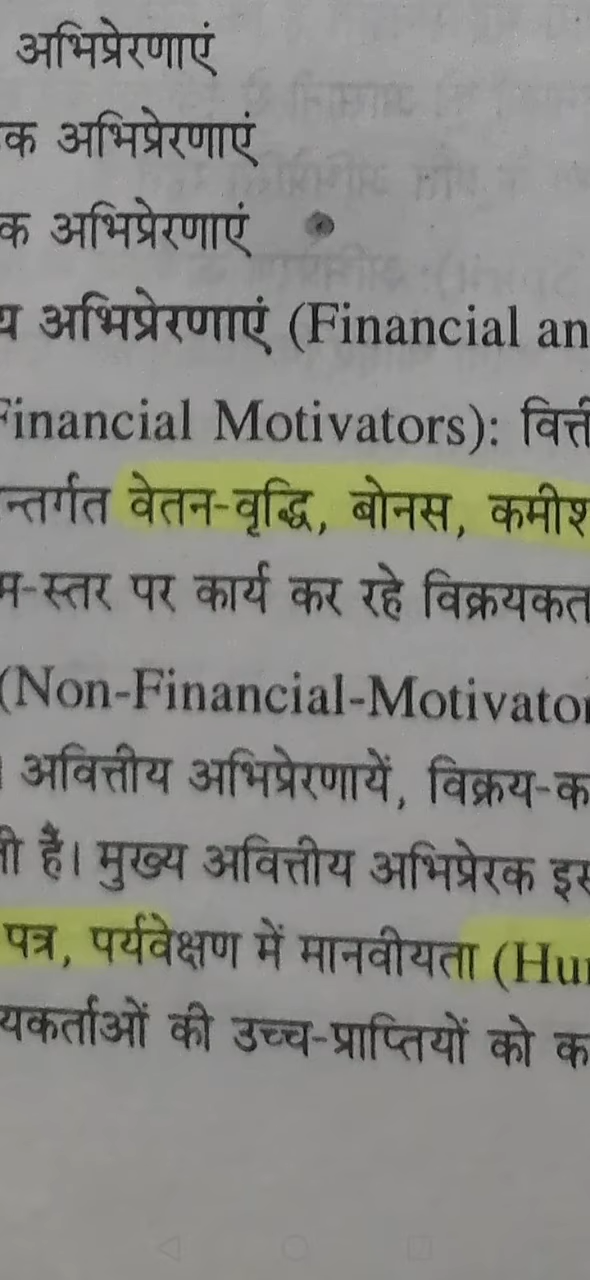 अभिप्रेरणाएं
क अभिप्रेरणाएं
क अभिप्रेरणाएं
य अभिप्रेरणाएं (Financial an
Financial Motivators): वित्ती
न्तर्गत वेतन-वृद्धि, बोनस, कमीश
म-स्तर पर कार्य कर रहे विक्रयकत
(Non-Financial-Motivator
। अवित्तीय अभिप्रेरणायें, विक्रय-क
ी है। मुख्य अवित्तीय अभिप्रेरक इस
पत्र, पर्यवेक्षण में मानवीयता (Hu
यकर्ताओं की उच्च-प्राप्तियों को क